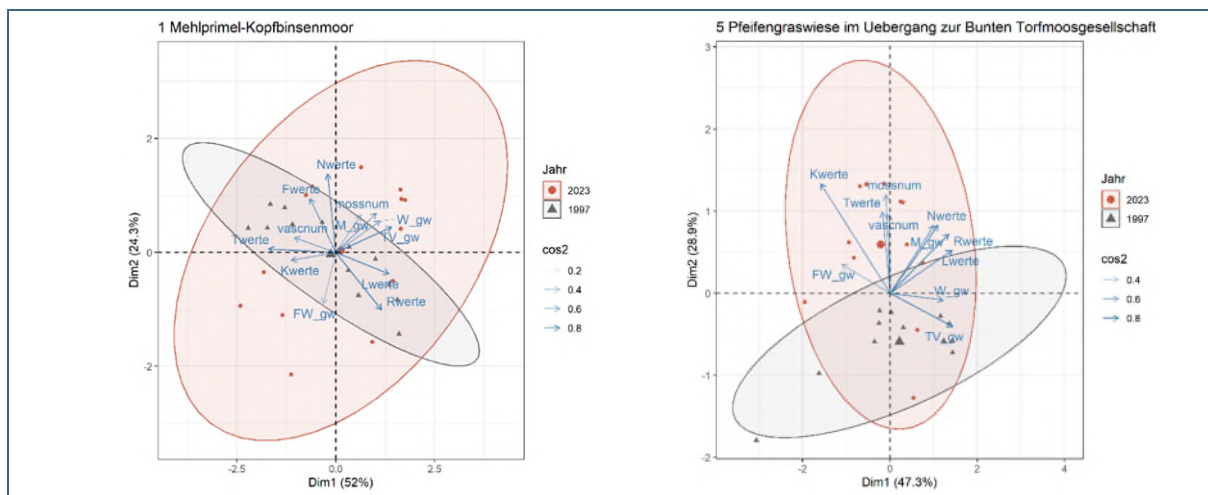 1 Mehlprimel-Kopfbinsenmoor
2
0
-2
-2.5
0.0
2.5
Dim2 (24.3%)
Dim1 (52%)
Nwerte
Fwerte
mossnum
M_gw
W_gw
TV_gw
vascnum
Twerte
Kwerte
Lwerte
Rwerte
FW_gw
Jahr
2023
1997
cos2
0.2
0.4
0.6
0.8
5 Pfeifengraswiese im Uebergang zur Bunten Torfmoosgesellschaft
3
2
1
0
-1
-2
-2
0
2
4
Dim2 (28.9%)
Dim1 (47.3%)
Kwerte
mossnum
Twerte
vascnum
Nwerte
M_gw
Rwerte
Lwerte
FW_gw
W_gw
TV_gw
Jahr
2023
1997
cos2
0.4
0.6
0.8